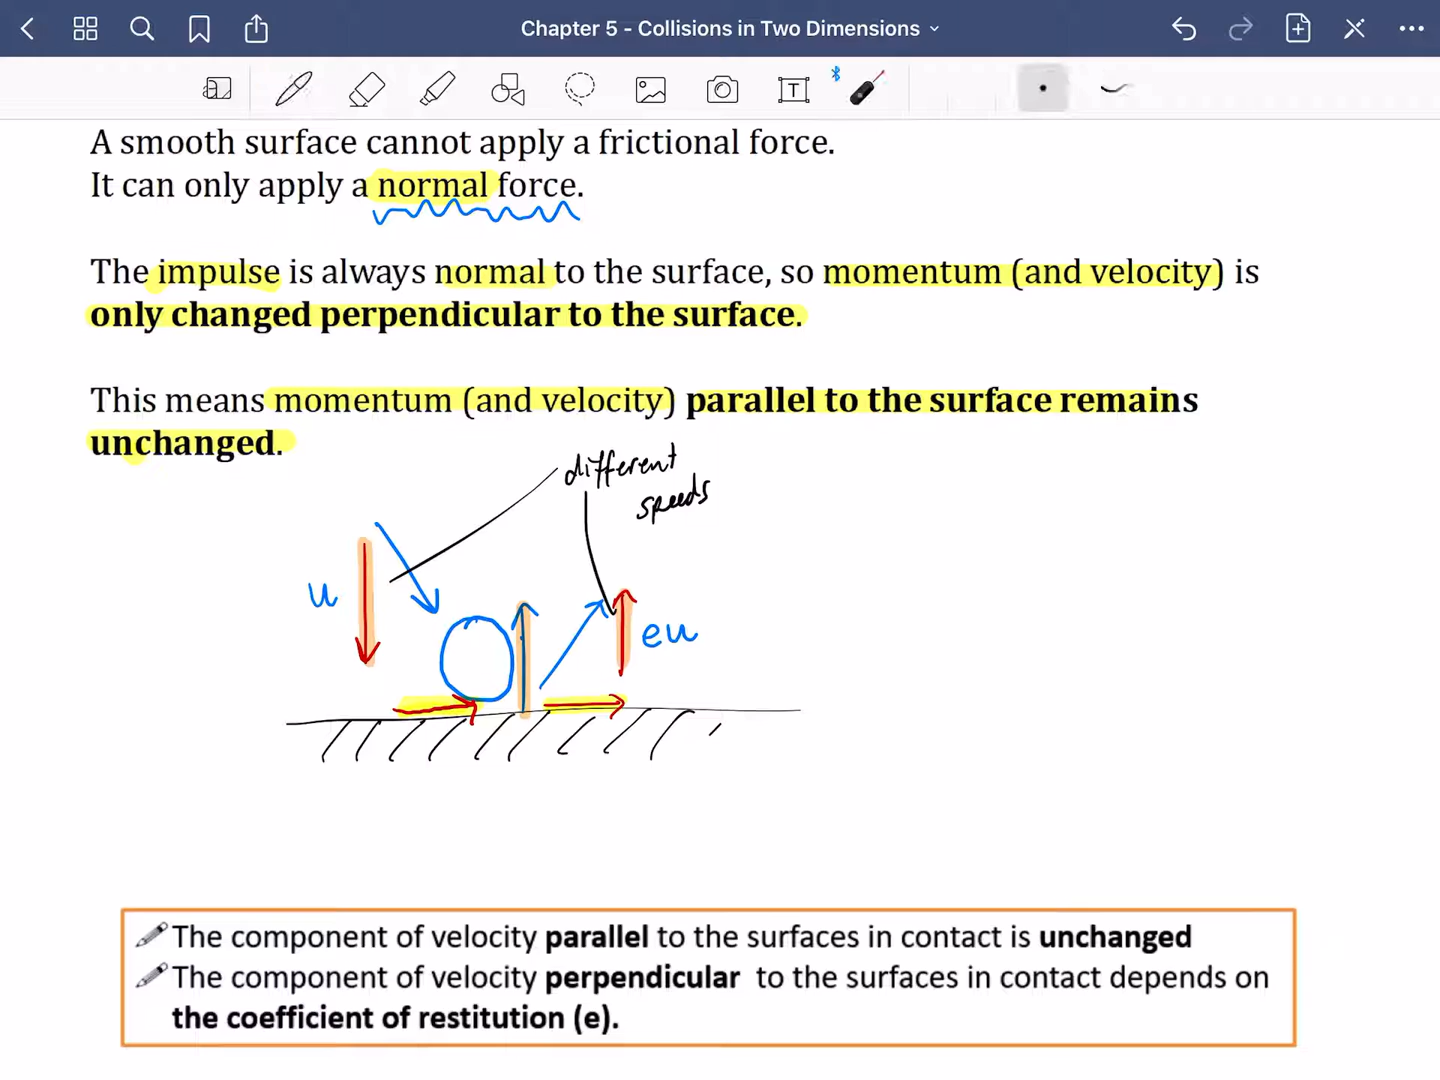 Chapter 5 - Collisions in Two Dimensions
A smooth surface cannot apply a frictional force.
It can only apply a normal force.
The impulse is always normal to the surface, so momentum (and velocity) is
only changed perpendicular to the surface.
This means momentum (and velocity) parallel to the surface remains
unchanged.
different
speeds
u
eu
The component of velocity parallel to the surfaces in contact is unchanged
The component of velocity perpendicular to the surfaces in contact depends on
the coefficient of restitution (e).